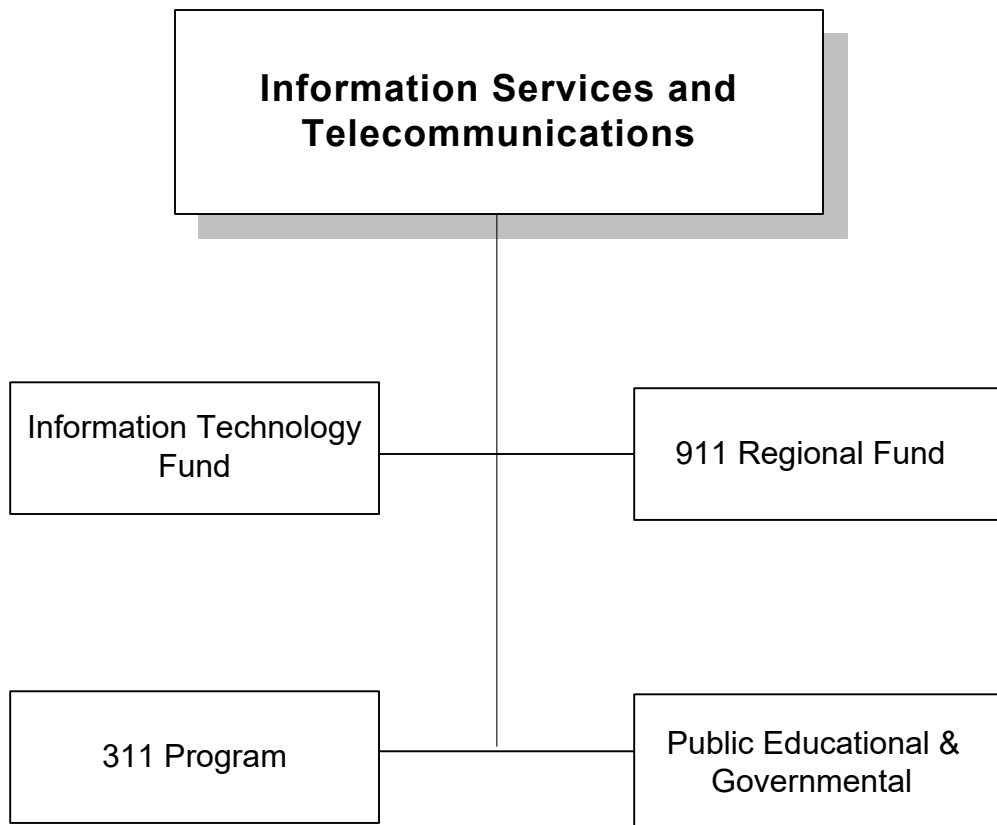 Information Services and
Telecommunications
Information Technology
Fund
911 Regional Fund
311 Program
Public Educational &
Governmental